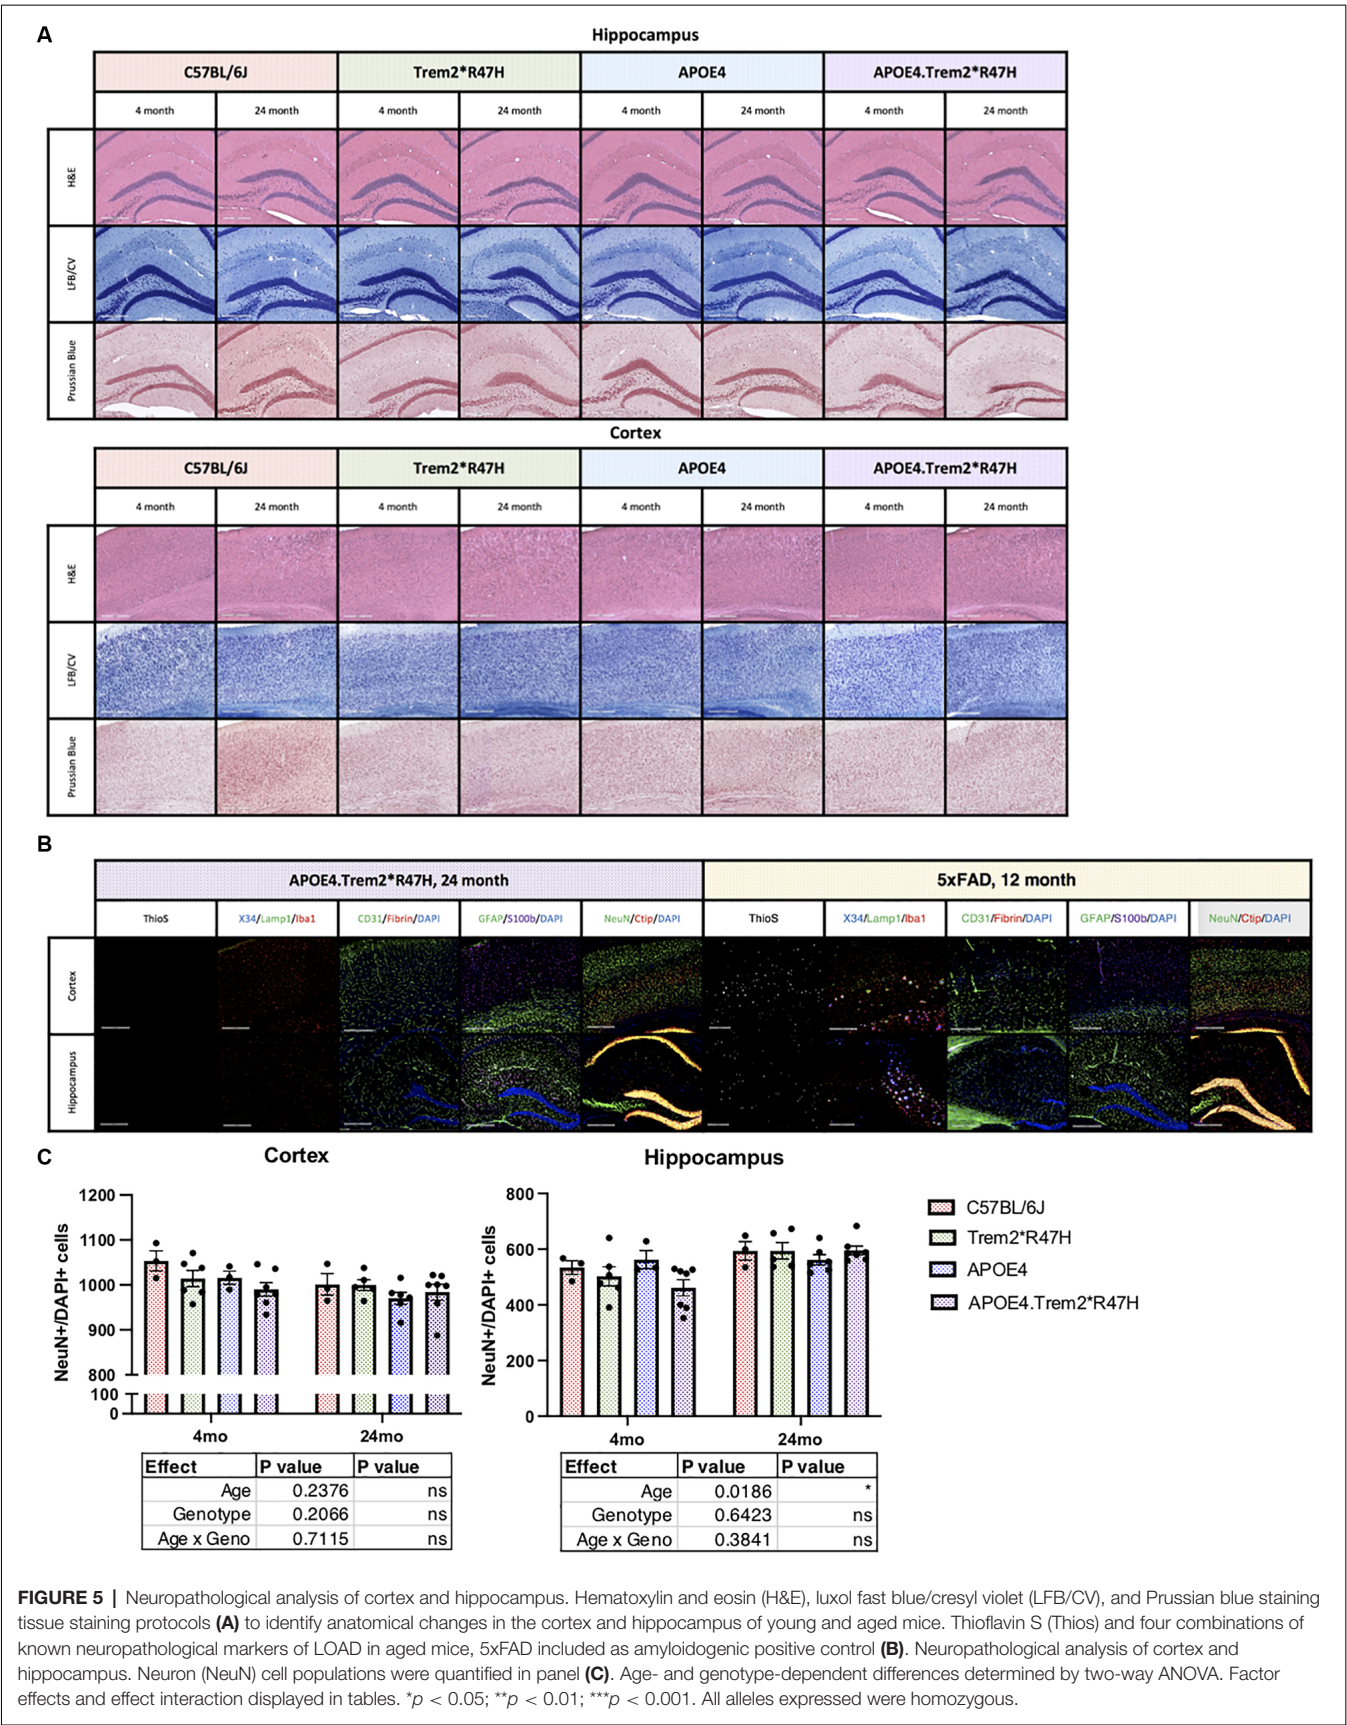 A
Hippocampus
C57BL/6J Trem2*R47H APOE4 APOE4.Trem2*R47H
4 month 24 month 4 month 24 month 4 month 24 month 4 month 24 month
H&E
LFB/CV
Prussian Blue
Cortex
C57BL/6J Trem2*R47H APOE4 APOE4.Trem2*R47H
4 month 24 month 4 month 24 month 4 month 24 month 4 month 24 month
H&E
LFB/CV
Prussian Blue
B
APOE4.Trem2*R47H, 24 month 5xFAD, 12 month
ThioS X34/Lamp1/Iba1 CD31/Fibrin/DAPI GFAP/S100b/DAPI NeuN/Ctip/DAPI ThioS X34/Lamp1/Iba1 CD31/Fibrin/DAPI GFAP/S100b/DAPI NeuN/Ctip/DAPI
Cortex
Hippocampus
C
Cortex
NeuN+/DAPI+ cells
1200
1100
1000
900
800
100
0
4mo 24mo
Effect P value P value
Age 0.2376 ns
Genotype 0.2066 ns
Age x Geno 0.7115 ns
Hippocampus
NeuN+/DAPI+ cells
800
600
400
200
0
4mo 24mo
Effect P value P value
Age 0.0186 *
Genotype 0.6423 ns
Age x Geno 0.3841 ns
C57BL/6J
Trem2*R47H
APOE4
APOE4.Trem2*R47H
FIGURE 5 | Neuropathological analysis of cortex and hippocampus. Hematoxylin and eosin (H&E), luxol fast blue/cresyl violet (LFB/CV), and Prussian blue staining
tissue staining protocols (A) to identify anatomical changes in the cortex and hippocampus of young and aged mice. Thioflavin S (Thios) and four combinations of
known neuropathological markers of LOAD in aged mice, 5xFAD included as amyloidogenic positive control (B). Neuropathological analysis of cortex and
hippocampus. Neuron (NeuN) cell populations were quantified in panel (C). Age- and genotype-dependent differences determined by two-way ANOVA. Factor
effects and effect interaction displayed in tables. *p < 0.05; **p < 0.01; ***p < 0.001. All alleles expressed were homozygous.